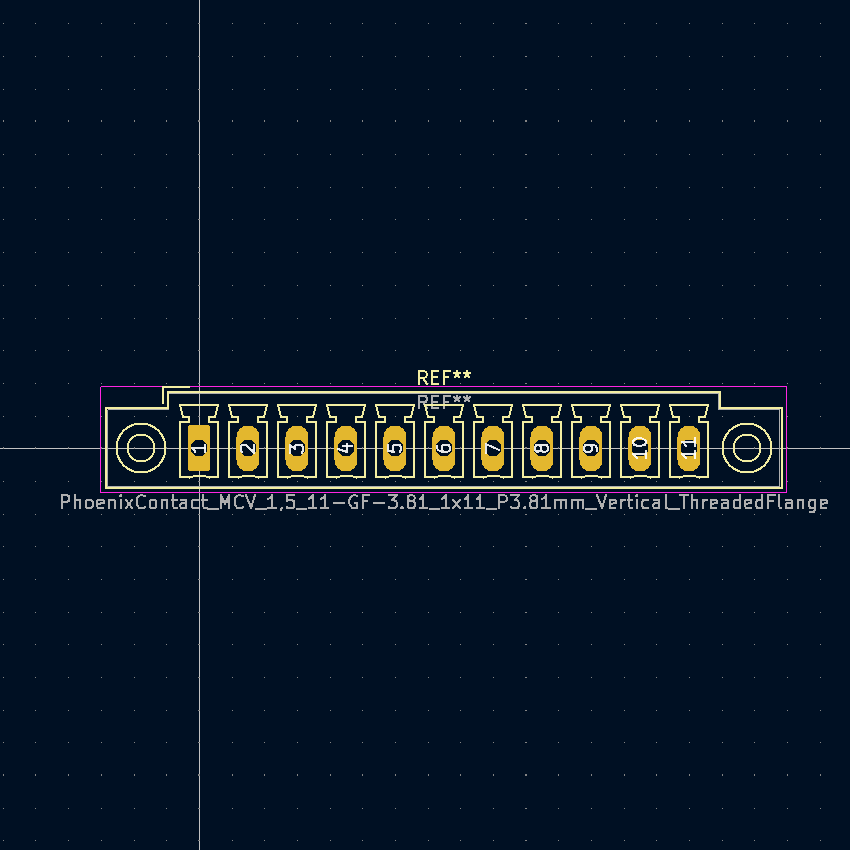 REF**
REF**
1 2 3 4 5 6 7 8 9 10 11
PhoenixContact_MCV_1,5_11-GF-3.81_1x11_P3.81mm_Vertical_ThreadedFlange